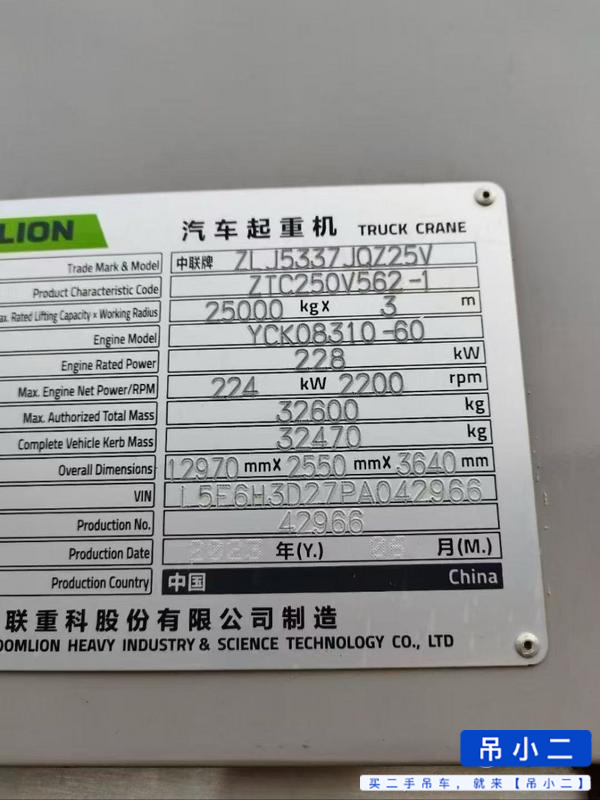 LION
汽车起重机 TRUCK CRANE
Trade Mark & Model 中联牌 ZLJ5337JQZ25V
Product Characteristic Code ZTC250V562-1
ax. Rated Lifting Capacity × Working Radius 25000 kg X 3 m
Engine Model YCK08310-60
Engine Rated Power 228 kW
Max. Engine Net Power/RPM 224 kW 2200 rpm
Max. Authorized Total Mass 32600 kg
Complete Vehicle Kerb Mass 32470 kg
Overall Dimensions 12970 mm X 2550 mm X 3640 mm
VIN L5E6H3D27PA042966
Production No. 42966
Production Date 2023 年(Y.) 06 月(M.)
Production Country 中国 China
联重科股份有限公司制造
OOMLION HEAVY INDUSTRY & SCIENCE TECHNOLOGY CO., LTD
吊小二
买二手吊车，就来【吊小二】